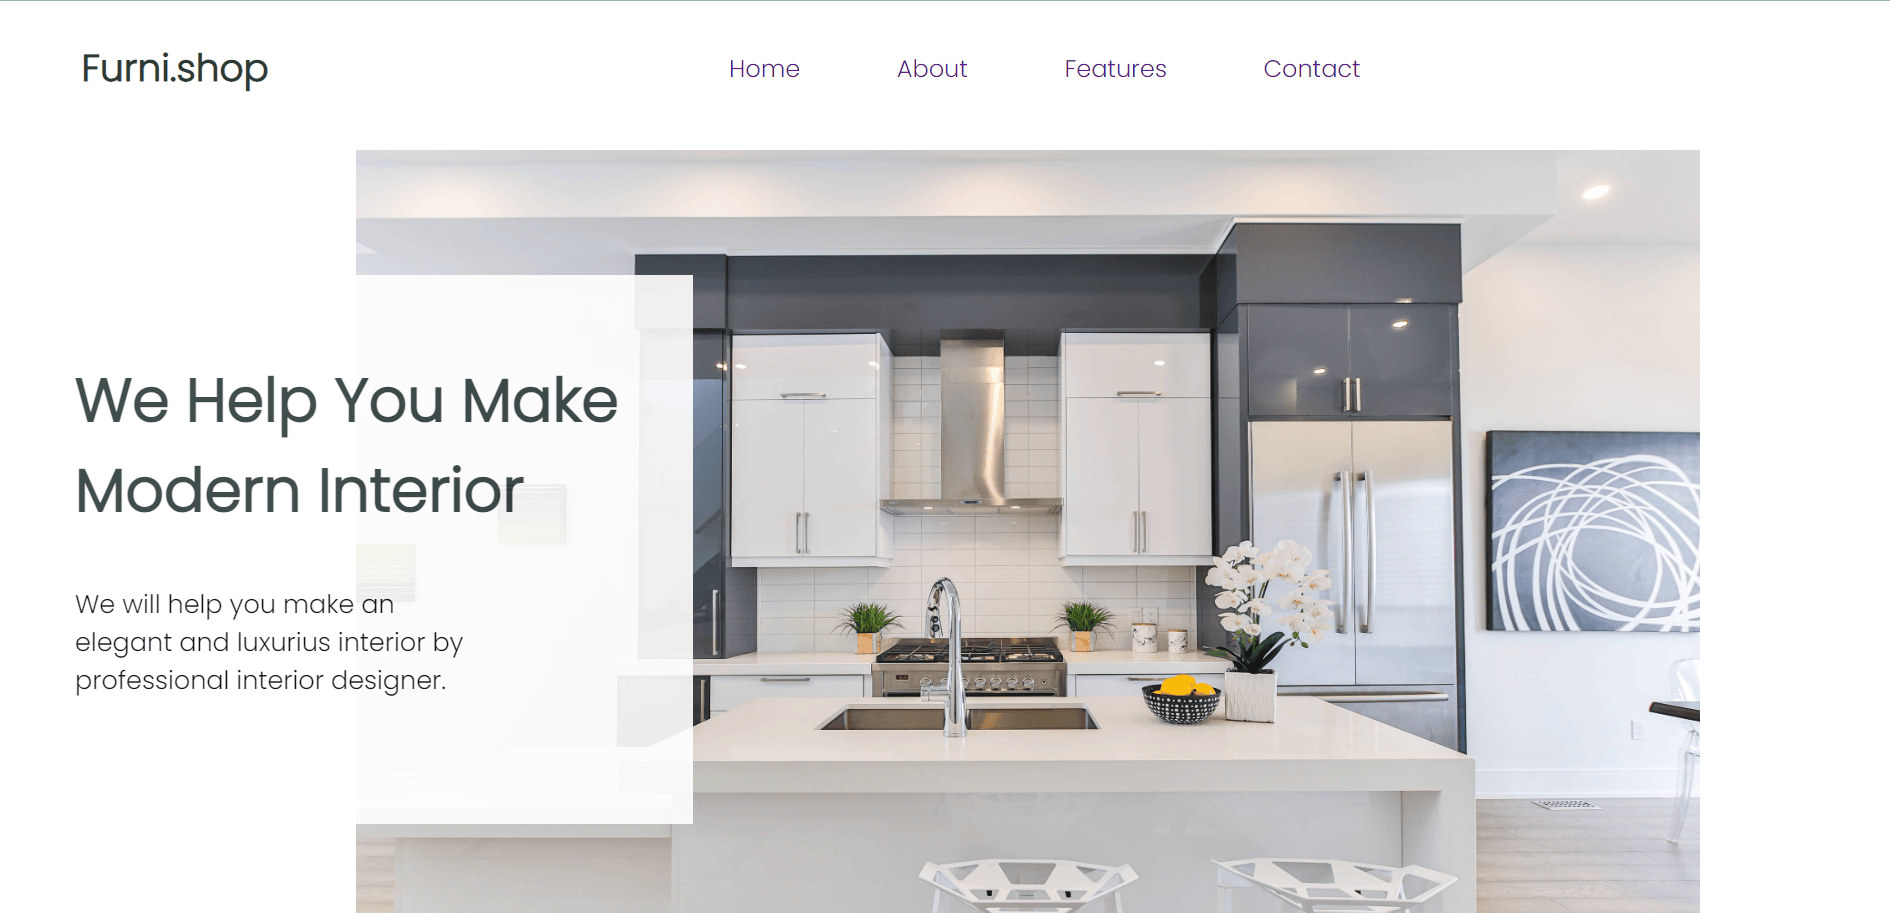 Furni.shop
Home
About
Features
Contact
We Help You Make
Modern Interior
We will help you make an
elegant and luxurius interior by
professional interior designer.